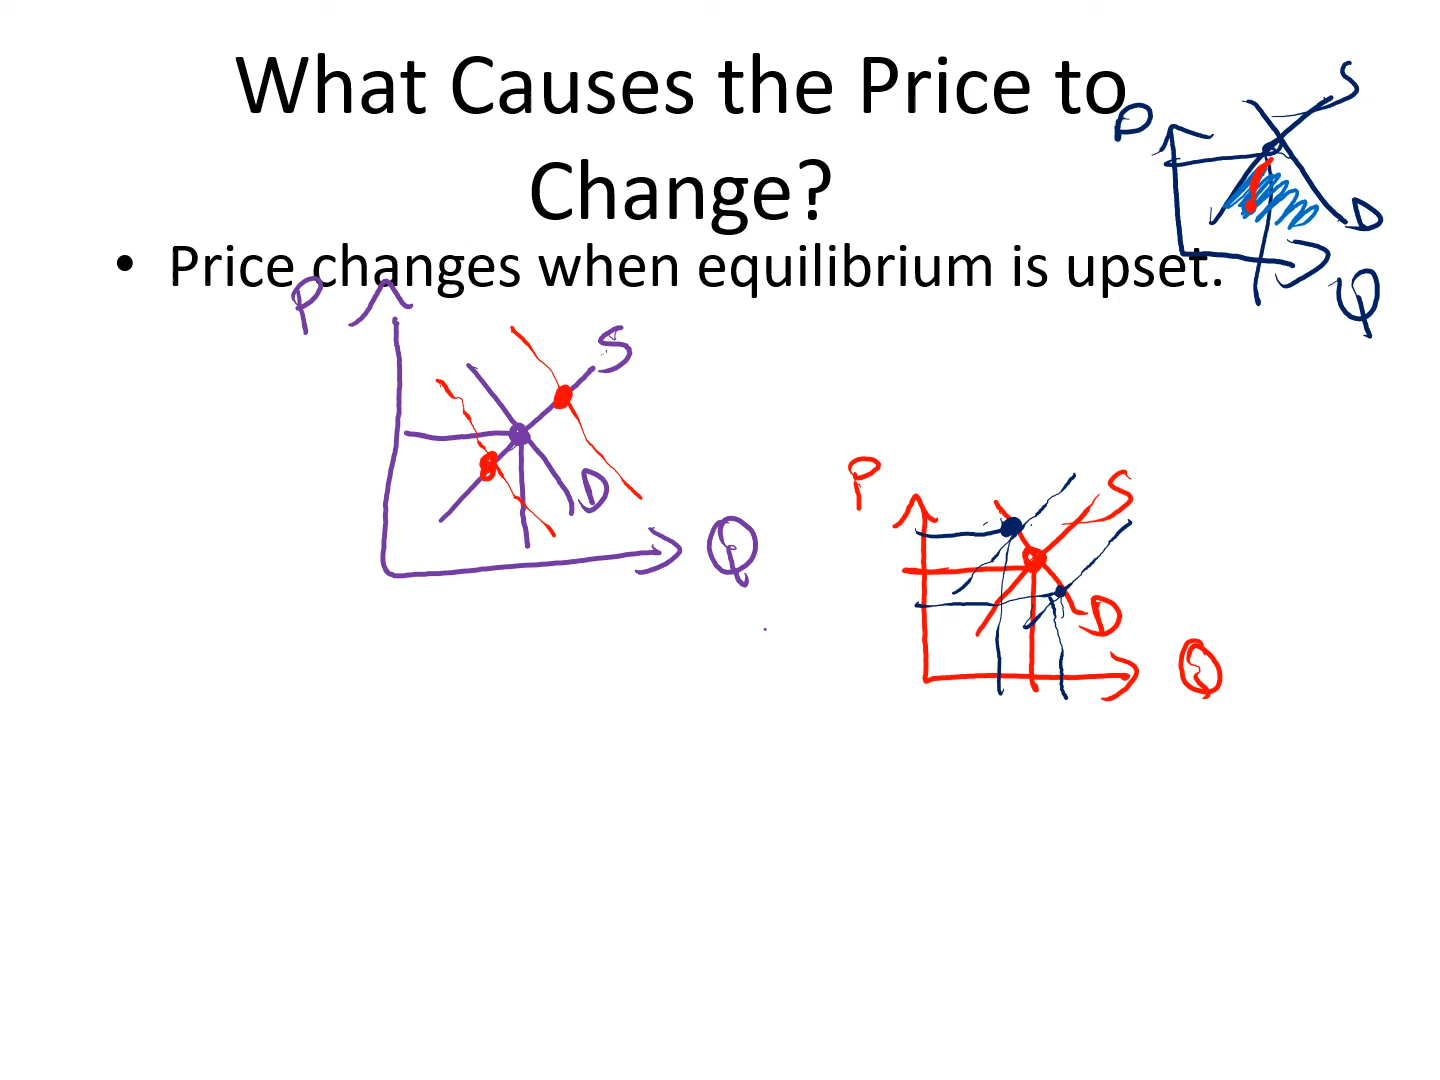 What Causes the Price to
Change?
• Price changes when equilibrium is upset.
P
S
D
Q
P
S
D
Q
P
S
D
Q